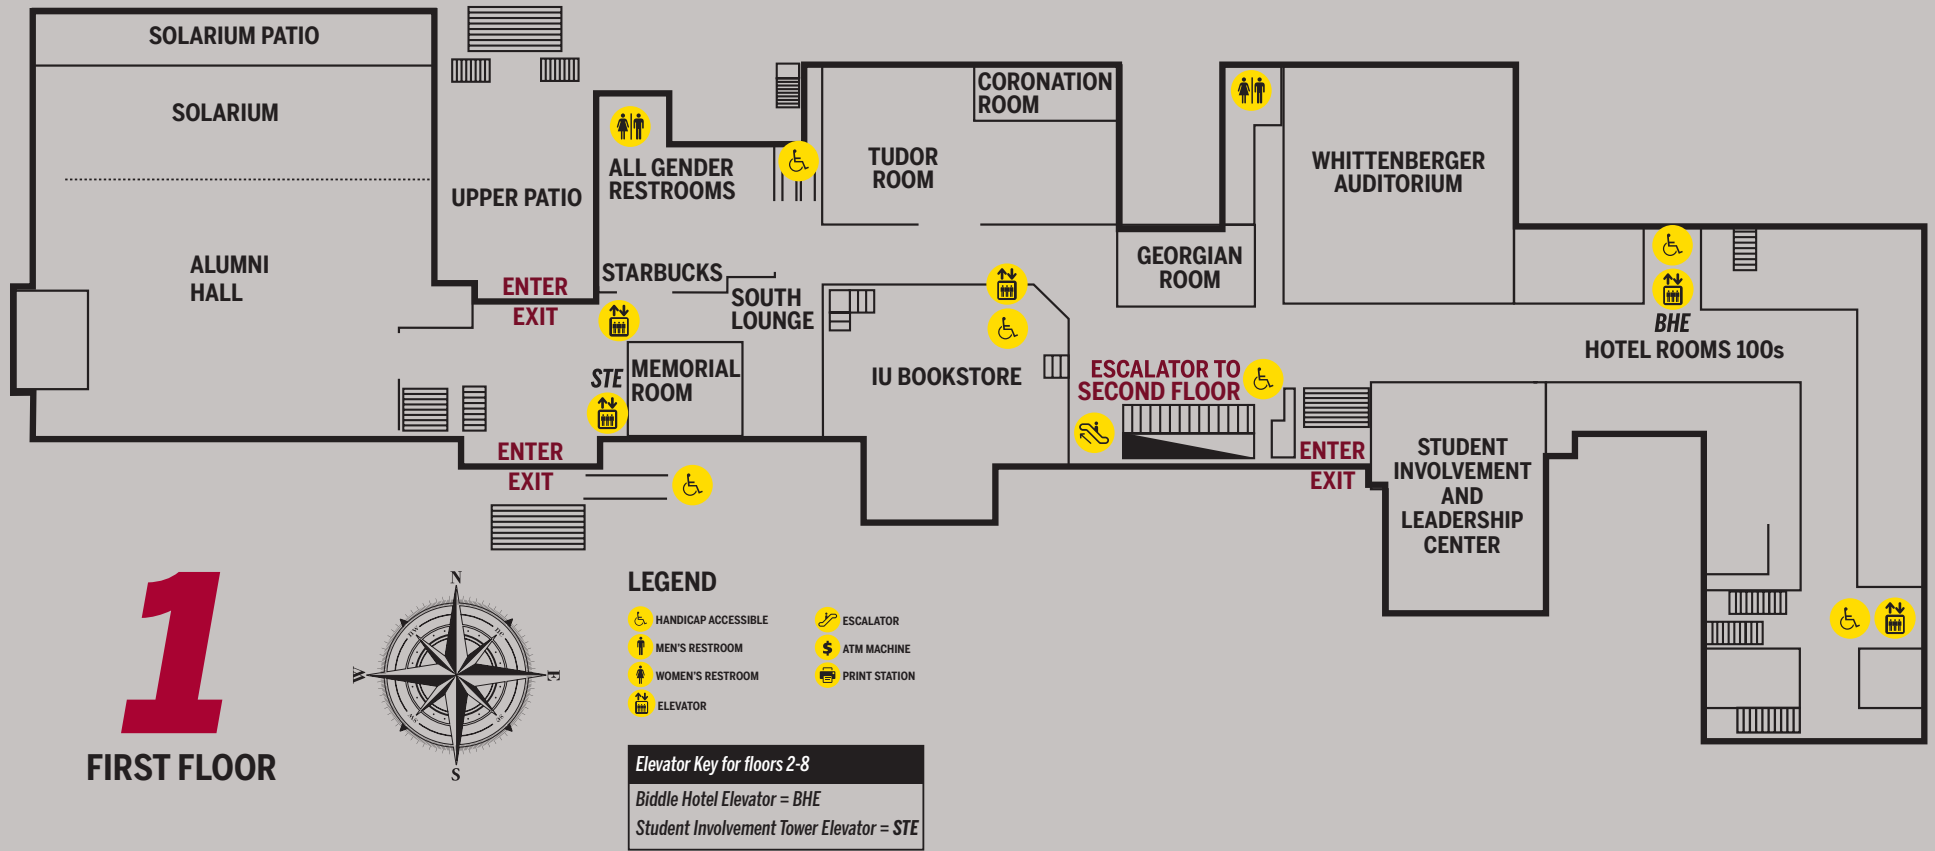 SOLARIUM PATIO
SOLARIUM
ALUMNI
HALL
UPPER PATIO
ENTER
EXIT
ALL GENDER
RESTROOMS
STARBUCKS
SOUTH
LOUNGE
STE
MEMORIAL
ROOM
ENTER
EXIT
TUDOR
ROOM
CORONATION
ROOM
IU BOOKSTORE
GEORGIAN
ROOM
ESCALATOR TO
SECOND FLOOR
ENTER
EXIT
WHITTENBERGER
AUDITORIUM
BHE
HOTEL ROOMS 100s
STUDENT
INVOLVEMENT
AND
LEADERSHIP
CENTER
1
FIRST FLOOR
N
NW
NE
W
E
SW
SE
S
LEGEND
HANDICAP ACCESSIBLE
MEN'S RESTROOM
WOMEN'S RESTROOM
ELEVATOR
ESCALATOR
$ ATM MACHINE
PRINT STATION
Elevator Key for floors 2-8
Biddle Hotel Elevator = BHE
Student Involvement Tower Elevator = STE